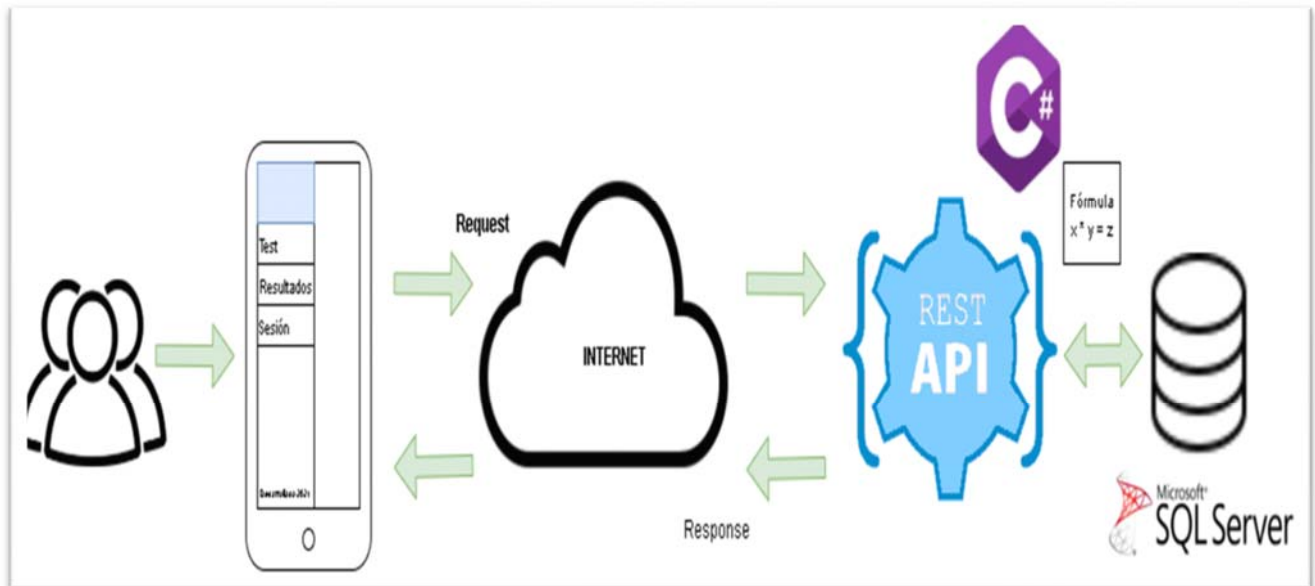 Test
Resultados
Sesión
Request
INTERNET
Response
C#
Fórmula
x * y = z
REST
API
Microsoft®
SQL Server